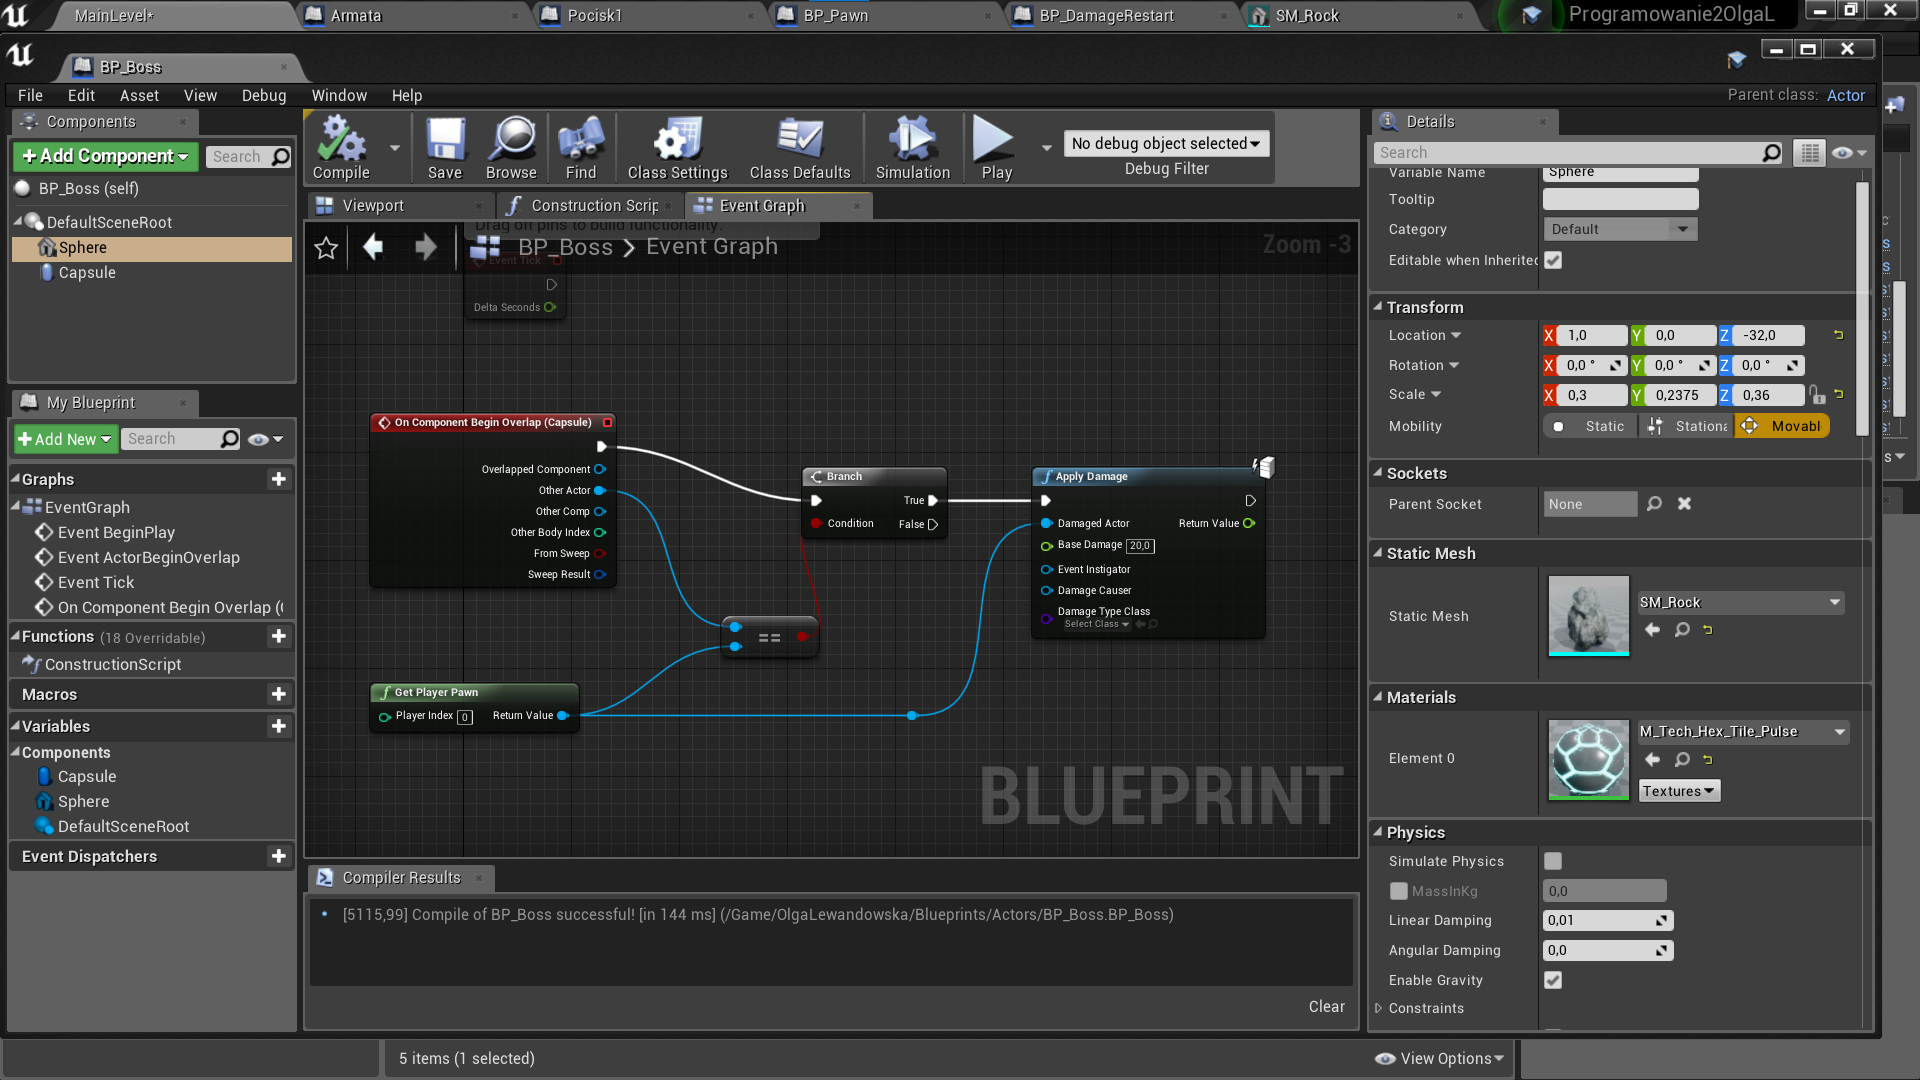 MainLevel*
Armata
Pocisk1
BP_Pawn
BP_DamageRestart
SM_Rock
Programowanie2OlgaL
BP_Boss
File Edit Asset View Debug Window Help
Parent class: Actor
Components
+Add Component
Search
BP_Boss (self)
DefaultSceneRoot
Sphere
Capsule
Compile
Save
Browse
Find
Class Settings
Class Defaults
Simulation
Play
No debug object selected
Debug Filter
Viewport
Construction Scrip
Event Graph
Drag off pins to build functionality.
BP_Boss > Event Graph
Zoom -3
Event Tick
Delta Seconds
My Blueprint
+Add New
Search
Graphs
EventGraph
Event BeginPlay
Event ActorBeginOverlap
Event Tick
On Component Begin Overlap (
Functions (18 Overridable)
ConstructionScript
Macros
Variables
Components
Capsule
Sphere
DefaultSceneRoot
Event Dispatchers
On Component Begin Overlap (Capsule)
Overlapped Component
Other Actor
Other Comp
Other Body Index
From Sweep
Sweep Result
Branch
True
Condition
False
==
Get Player Pawn
Player Index 0
Return Value
Apply Damage
Damaged Actor
Return Value
Base Damage 20,0
Event Instigator
Damage Causer
Damage Type Class
Select Class
BLUEPRINT
Compiler Results
[5115,99] Compile of BP_Boss successful! [in 144 ms] (/Game/OlgaLewandowska/Blueprints/Actors/BP_Boss.BP_Boss)
Clear
5 items (1 selected)
View Options
Details
Search
Variable Name Sphere
Tooltip
Category Default
Editable when Inherited
Transform
Location X 1,0 Y 0,0 Z -32,0
Rotation X 0,0 ° Y 0,0 ° Z 0,0 °
Scale X 0,3 Y 0,2375 Z 0,36
Mobility Static Stationa Movabl
Sockets
Parent Socket None
Static Mesh
Static Mesh SM_Rock
Materials
Element 0 M_Tech_Hex_Tile_Pulse
Textures
Physics
Simulate Physics
MassInKg 0,0
Linear Damping 0,01
Angular Damping 0,0
Enable Gravity
Constraints